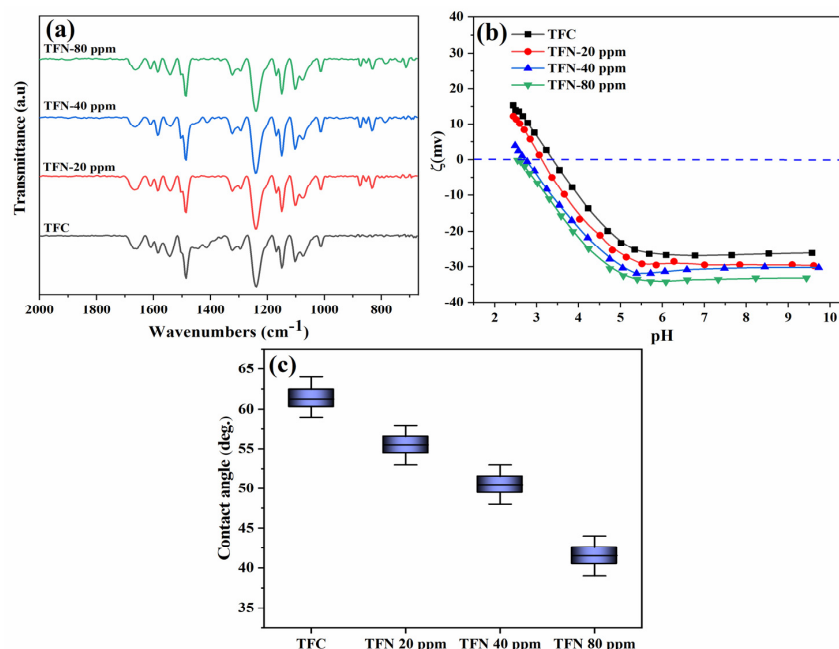 (a)
TFN-80 ppm
TFN-40 ppm
TFN-20 ppm
TFC
Transmittance (a.u)
2000 1800 1600 1400 1200 1000 800
Wavenumbers (cm-1)
(b)
TFC
TFN-20 ppm
TFN-40 ppm
TFN-80 ppm
ζ(mv)
40
30
20
10
0
-10
-20
-30
-40
-50
1 2 3 4 5 6 7 8 9 10
pH
(c)
Contact angle (deg.)
65
60
55
50
45
40
35
TFC TFN 20 ppm TFN 40 ppm TFN 80 ppm